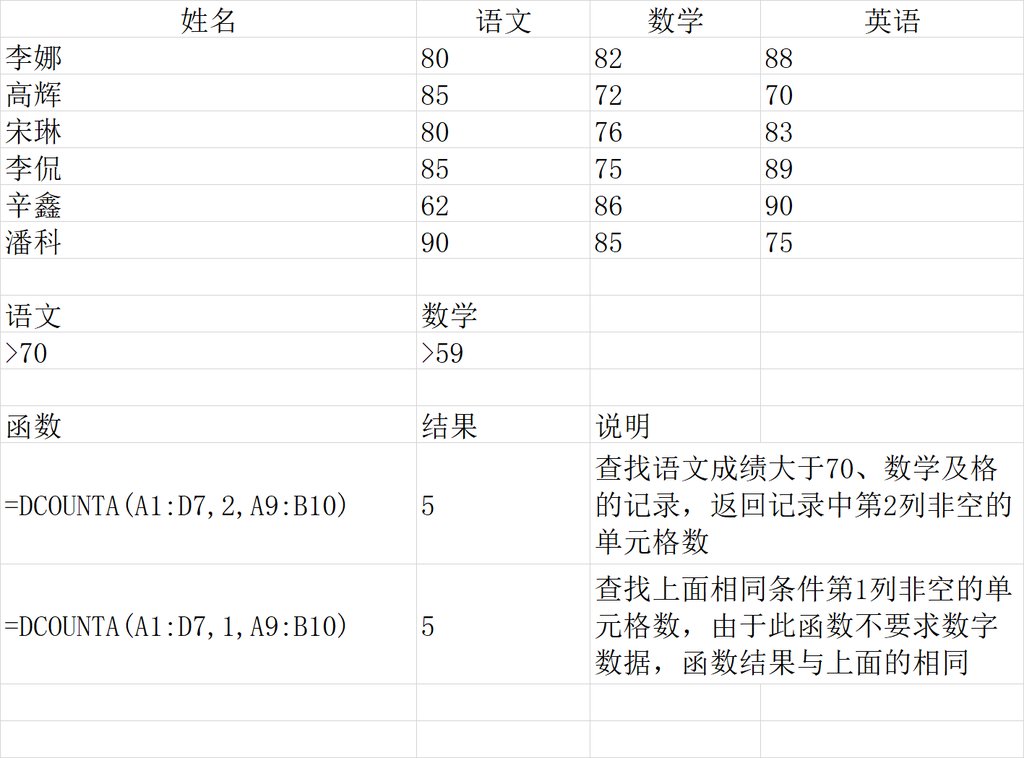 姓名 语文 数学 英语
李娜 80 82 88
高辉 85 72 70
宋琳 80 76 83
李侃 85 75 89
辛鑫 62 86 90
潘科 90 85 75
语文 数学
>70 >59
函数 结果 说明
=DCOUNTA(A1:D7,2,A9:B10) 5
查找语文成绩大于70、数学及格
的记录，返回记录中第2列非空的
单元格数
=DCOUNTA(A1:D7,1,A9:B10) 5
查找上面相同条件第1列非空的单
元格数，由于此函数不要求数字
数据，函数结果与上面的相同